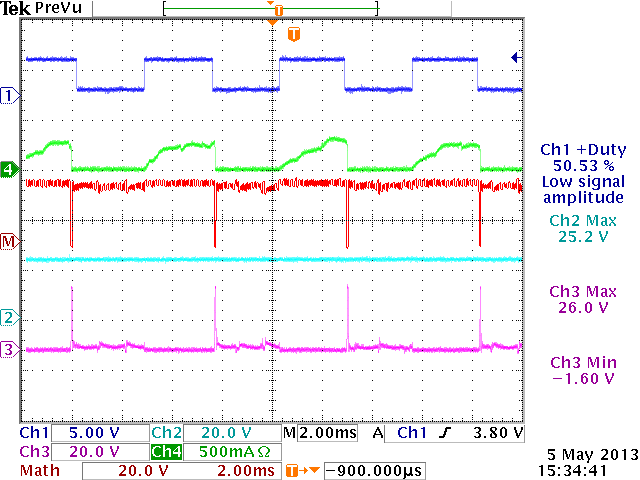 Tek PreVu
T
T
1
4
M
2
3
Ch1 +Duty
50.53 %
Low signal
amplitude
Ch2 Max
25.2 V
Ch3 Max
26.0 V
Ch3 Min
−1.60 V
Ch1 5.00 V Ch2 20.0 V M 2.00ms A Ch1 3.80 V
Ch3 20.0 V Ch4 500mA Ω
Math 20.0 V 2.00ms T −900.000µs
5 May 2013
15:34:41